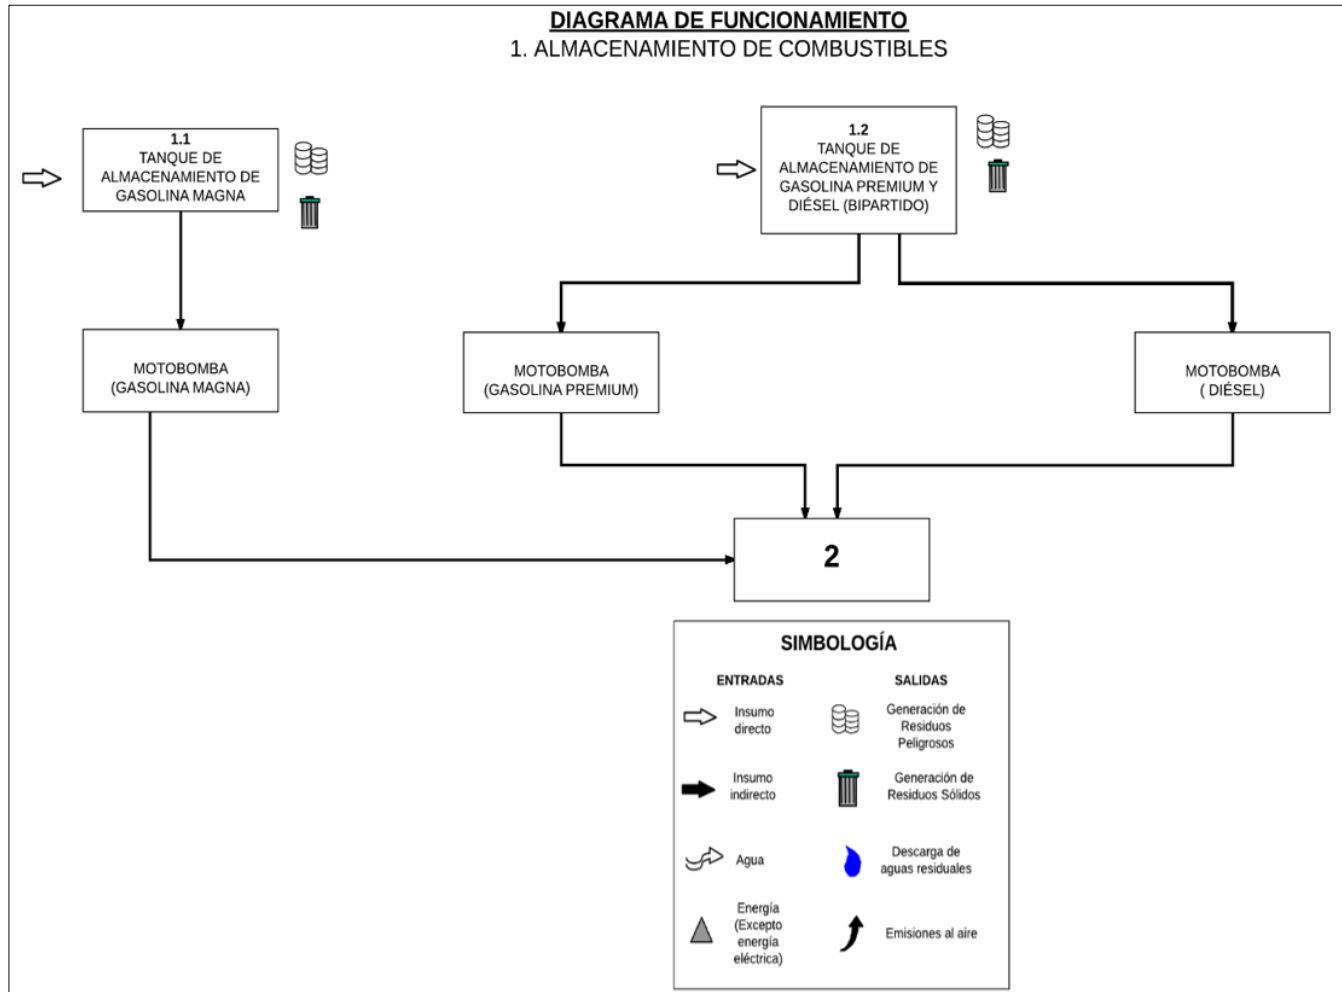 DIAGRAMA DE FUNCIONAMIENTO
1. ALMACENAMIENTO DE COMBUSTIBLES
1.1
TANQUE DE
ALMACENAMIENTO DE
GASOLINA MAGNA
1.2
TANQUE DE
ALMACENAMIENTO DE
GASOLINA PREMIUM Y
DIÉSEL (BIPARTIDO)
MOTOBOMBA
(GASOLINA MAGNA)
MOTOBOMBA
(GASOLINA PREMIUM)
MOTOBOMBA
( DIÉSEL)
2
SIMBOLOGÍA
ENTRADAS
Insumo
directo
Insumo
indirecto
Agua
Energía
(Excepto
energía
eléctrica)
SALIDAS
Generación de
Residuos
Peligrosos
Generación de
Residuos Sólidos
Descarga de
aguas residuales
Emisiones al aire